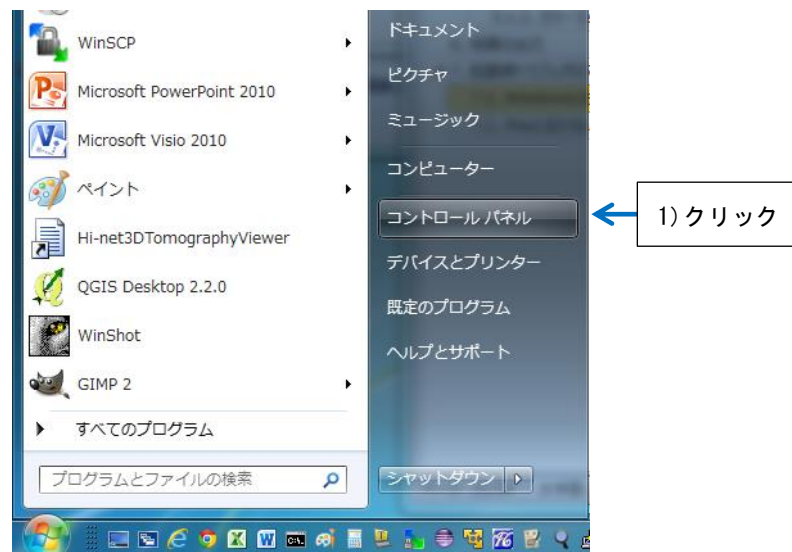 WinSCP
Microsoft PowerPoint 2010
Microsoft Visio 2010
ペイント
Hi-net3DTomographyViewer
QGIS Desktop 2.2.0
WinShot
GIMP 2
すべてのプログラム
プログラムとファイルの検索
ドキュメント
ピクチャ
ミュージック
コンピューター
コントロール パネル
デバイスとプリンター
既定のプログラム
ヘルプとサポート
シャットダウン
1)クリック